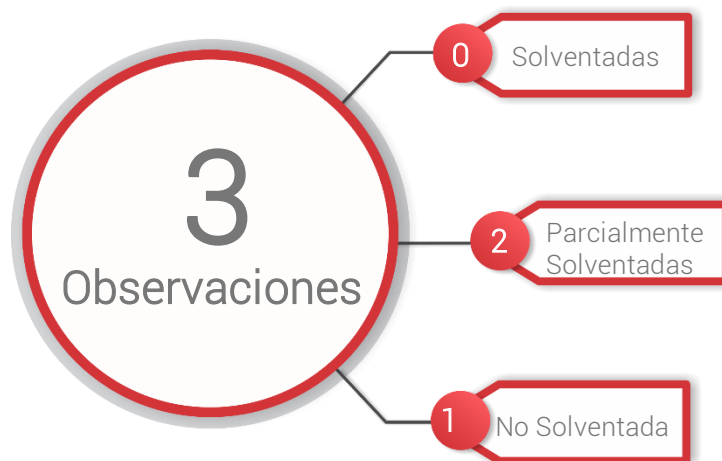 3
Observaciones
0
Solventadas
2
Parcialmente
Solventadas
1
No Solventada